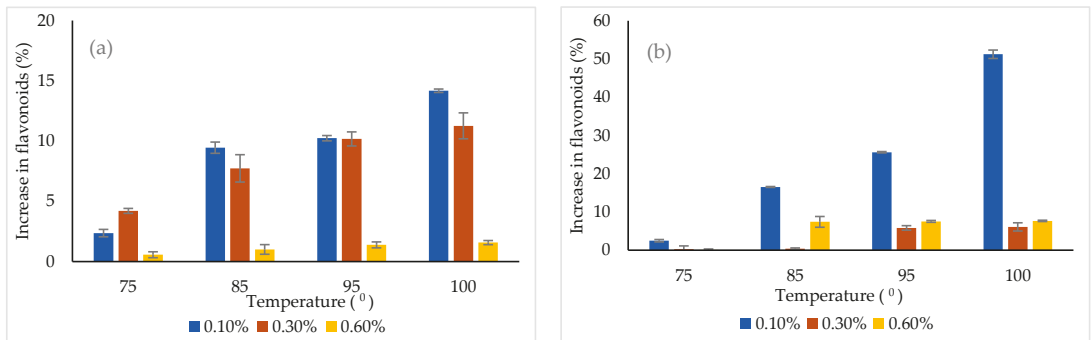 (a)
Increase in flavonoids (%)
20
15
10
5
0
75 85 95 100
Temperature ( ⁰)
0.10% 0.30% 0.60%
(b)
Increase in flavonoids (%)
60
50
40
30
20
10
0
75 85 95 100
Temperature ( ⁰)
0.10% 0.30% 0.60%